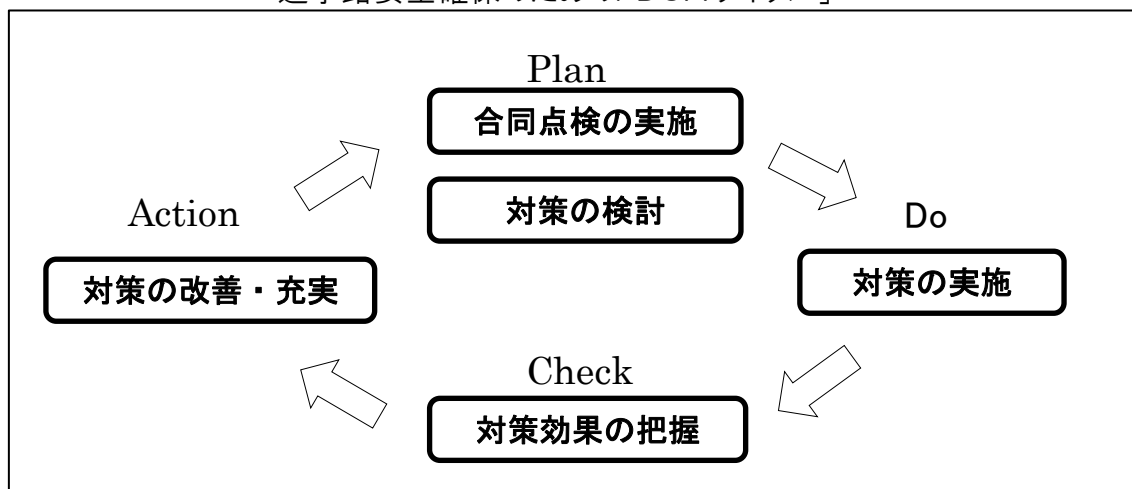 Plan
合同点検の実施
対策の検討
Do
対策の実施
Check
対策効果の把握
Action
対策の改善・充実